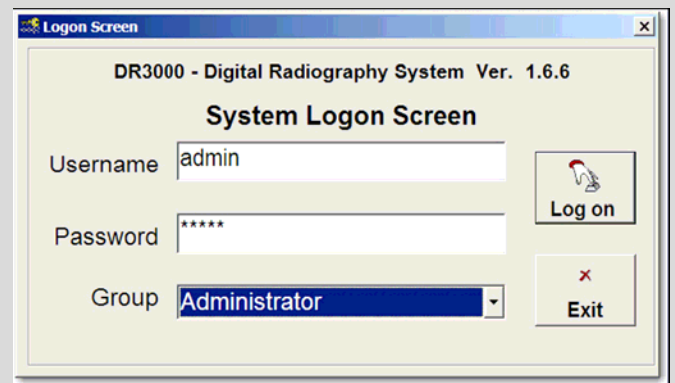 Logon Screen
DR3000 - Digital Radiography System Ver. 1.6.6
System Logon Screen
Username admin
Log on
Password *****
Group Administrator
Exit